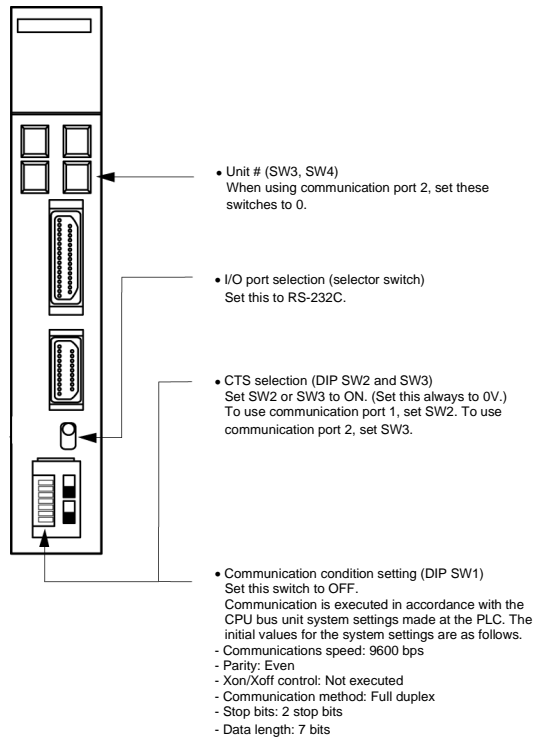 • Unit # (SW3, SW4)
When using communication port 2, set these
switches to 0.
• I/O port selection (selector switch)
Set this to RS-232C.
• CTS selection (DIP SW2 and SW3)
Set SW2 or SW3 to ON. (Set this always to 0V.)
To use communication port 1, set SW2. To use
communication port 2, set SW3.
• Communication condition setting (DIP SW1)
Set this switch to OFF.
Communication is executed in accordance with the
CPU bus unit system settings made at the PLC. The
initial values for the system settings are as follows.
- Communications speed: 9600 bps
- Parity: Even
- Xon/Xoff control: Not executed
- Communication method: Full duplex
- Stop bits: 2 stop bits
- Data length: 7 bits